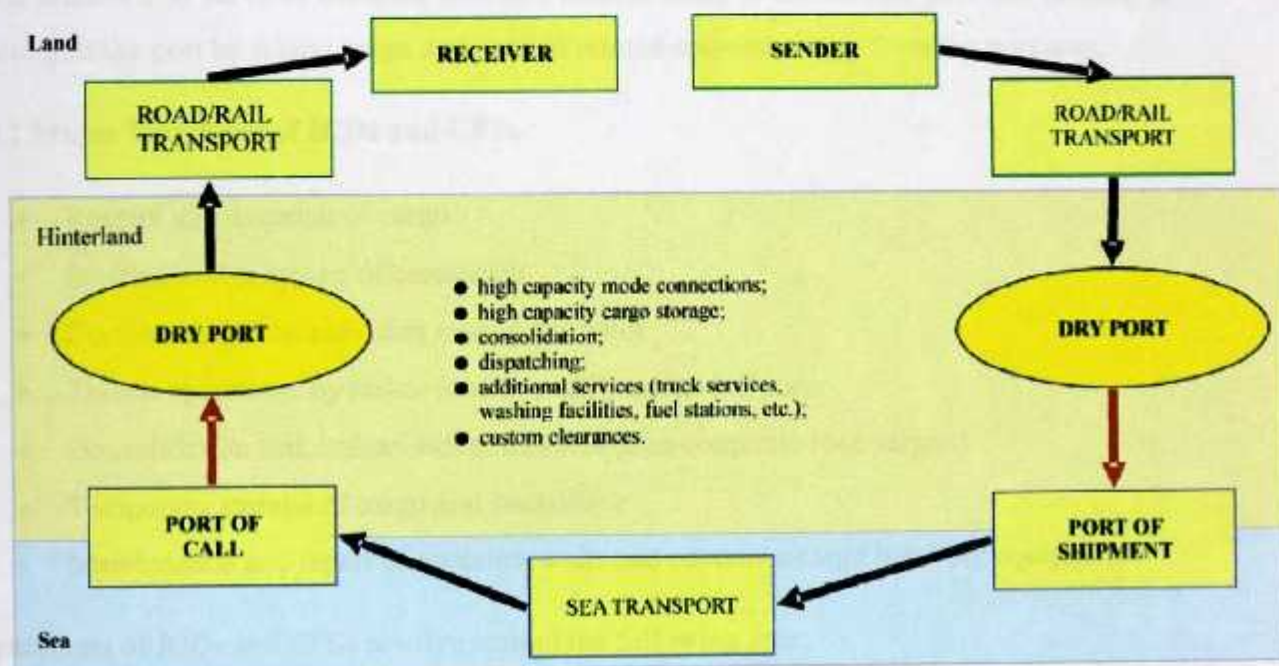 Land
RECEIVER
SENDER
ROAD/RAIL
TRANSPORT
ROAD/RAIL
TRANSPORT
Hinterland
DRY PORT
● high capacity mode connections;
● high capacity cargo storage;
● consolidation;
● dispatching;
● additional services (truck services,
washing facilities, fuel stations, etc.);
● custom clearances.
DRY PORT
PORT OF
CALL
PORT OF
SHIPMENT
SEA TRANSPORT
Sea